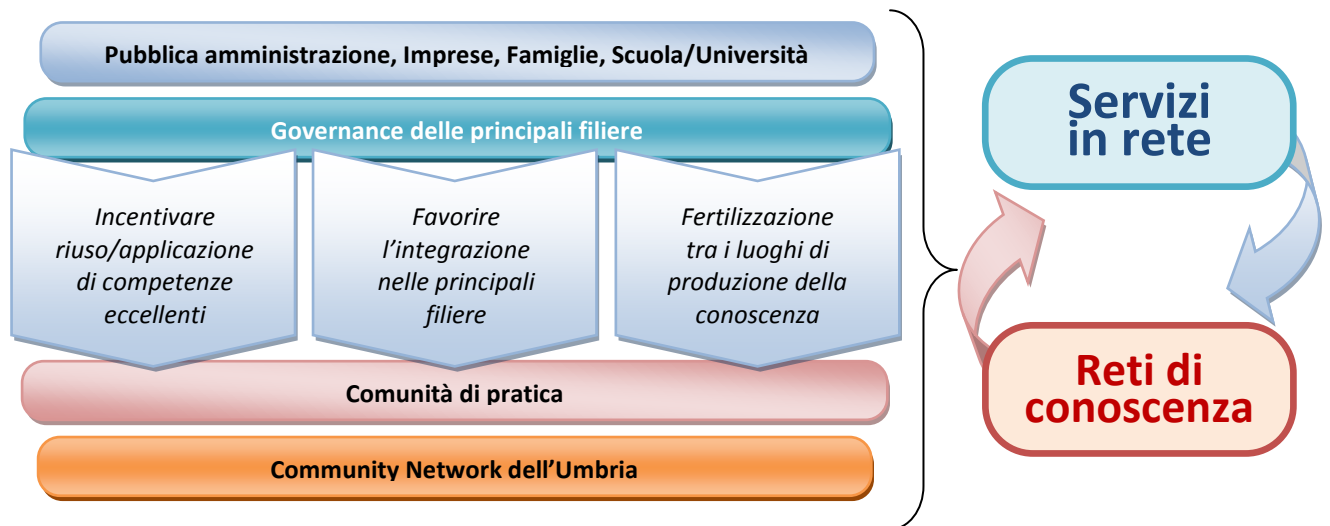 Pubblica amministrazione, Imprese, Famiglie, Scuola/Università
Governance delle principali filiere
Incentivare
riuso/applicazione
di competenze
eccellenti
Favorire
l’integrazione
nelle principali
filiere
Fertilizzazione
tra i luoghi di
produzione della
conoscenza
Comunità di pratica
Community Network dell’Umbria
Servizi
in rete
Reti di
conoscenza